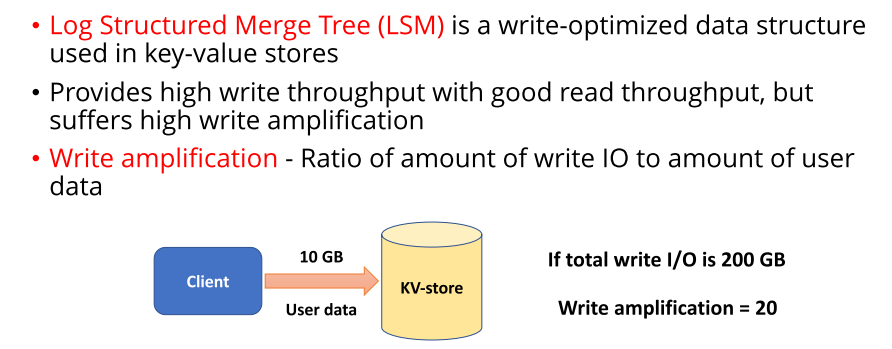 • Log Structured Merge Tree (LSM) is a write-optimized data structure
used in key-value stores
• Provides high write throughput with good read throughput, but
suffers high write amplification
• Write amplification - Ratio of amount of write IO to amount of user
data
10 GB
Client
User data
KV-store
If total write I/O is 200 GB
Write amplification = 20